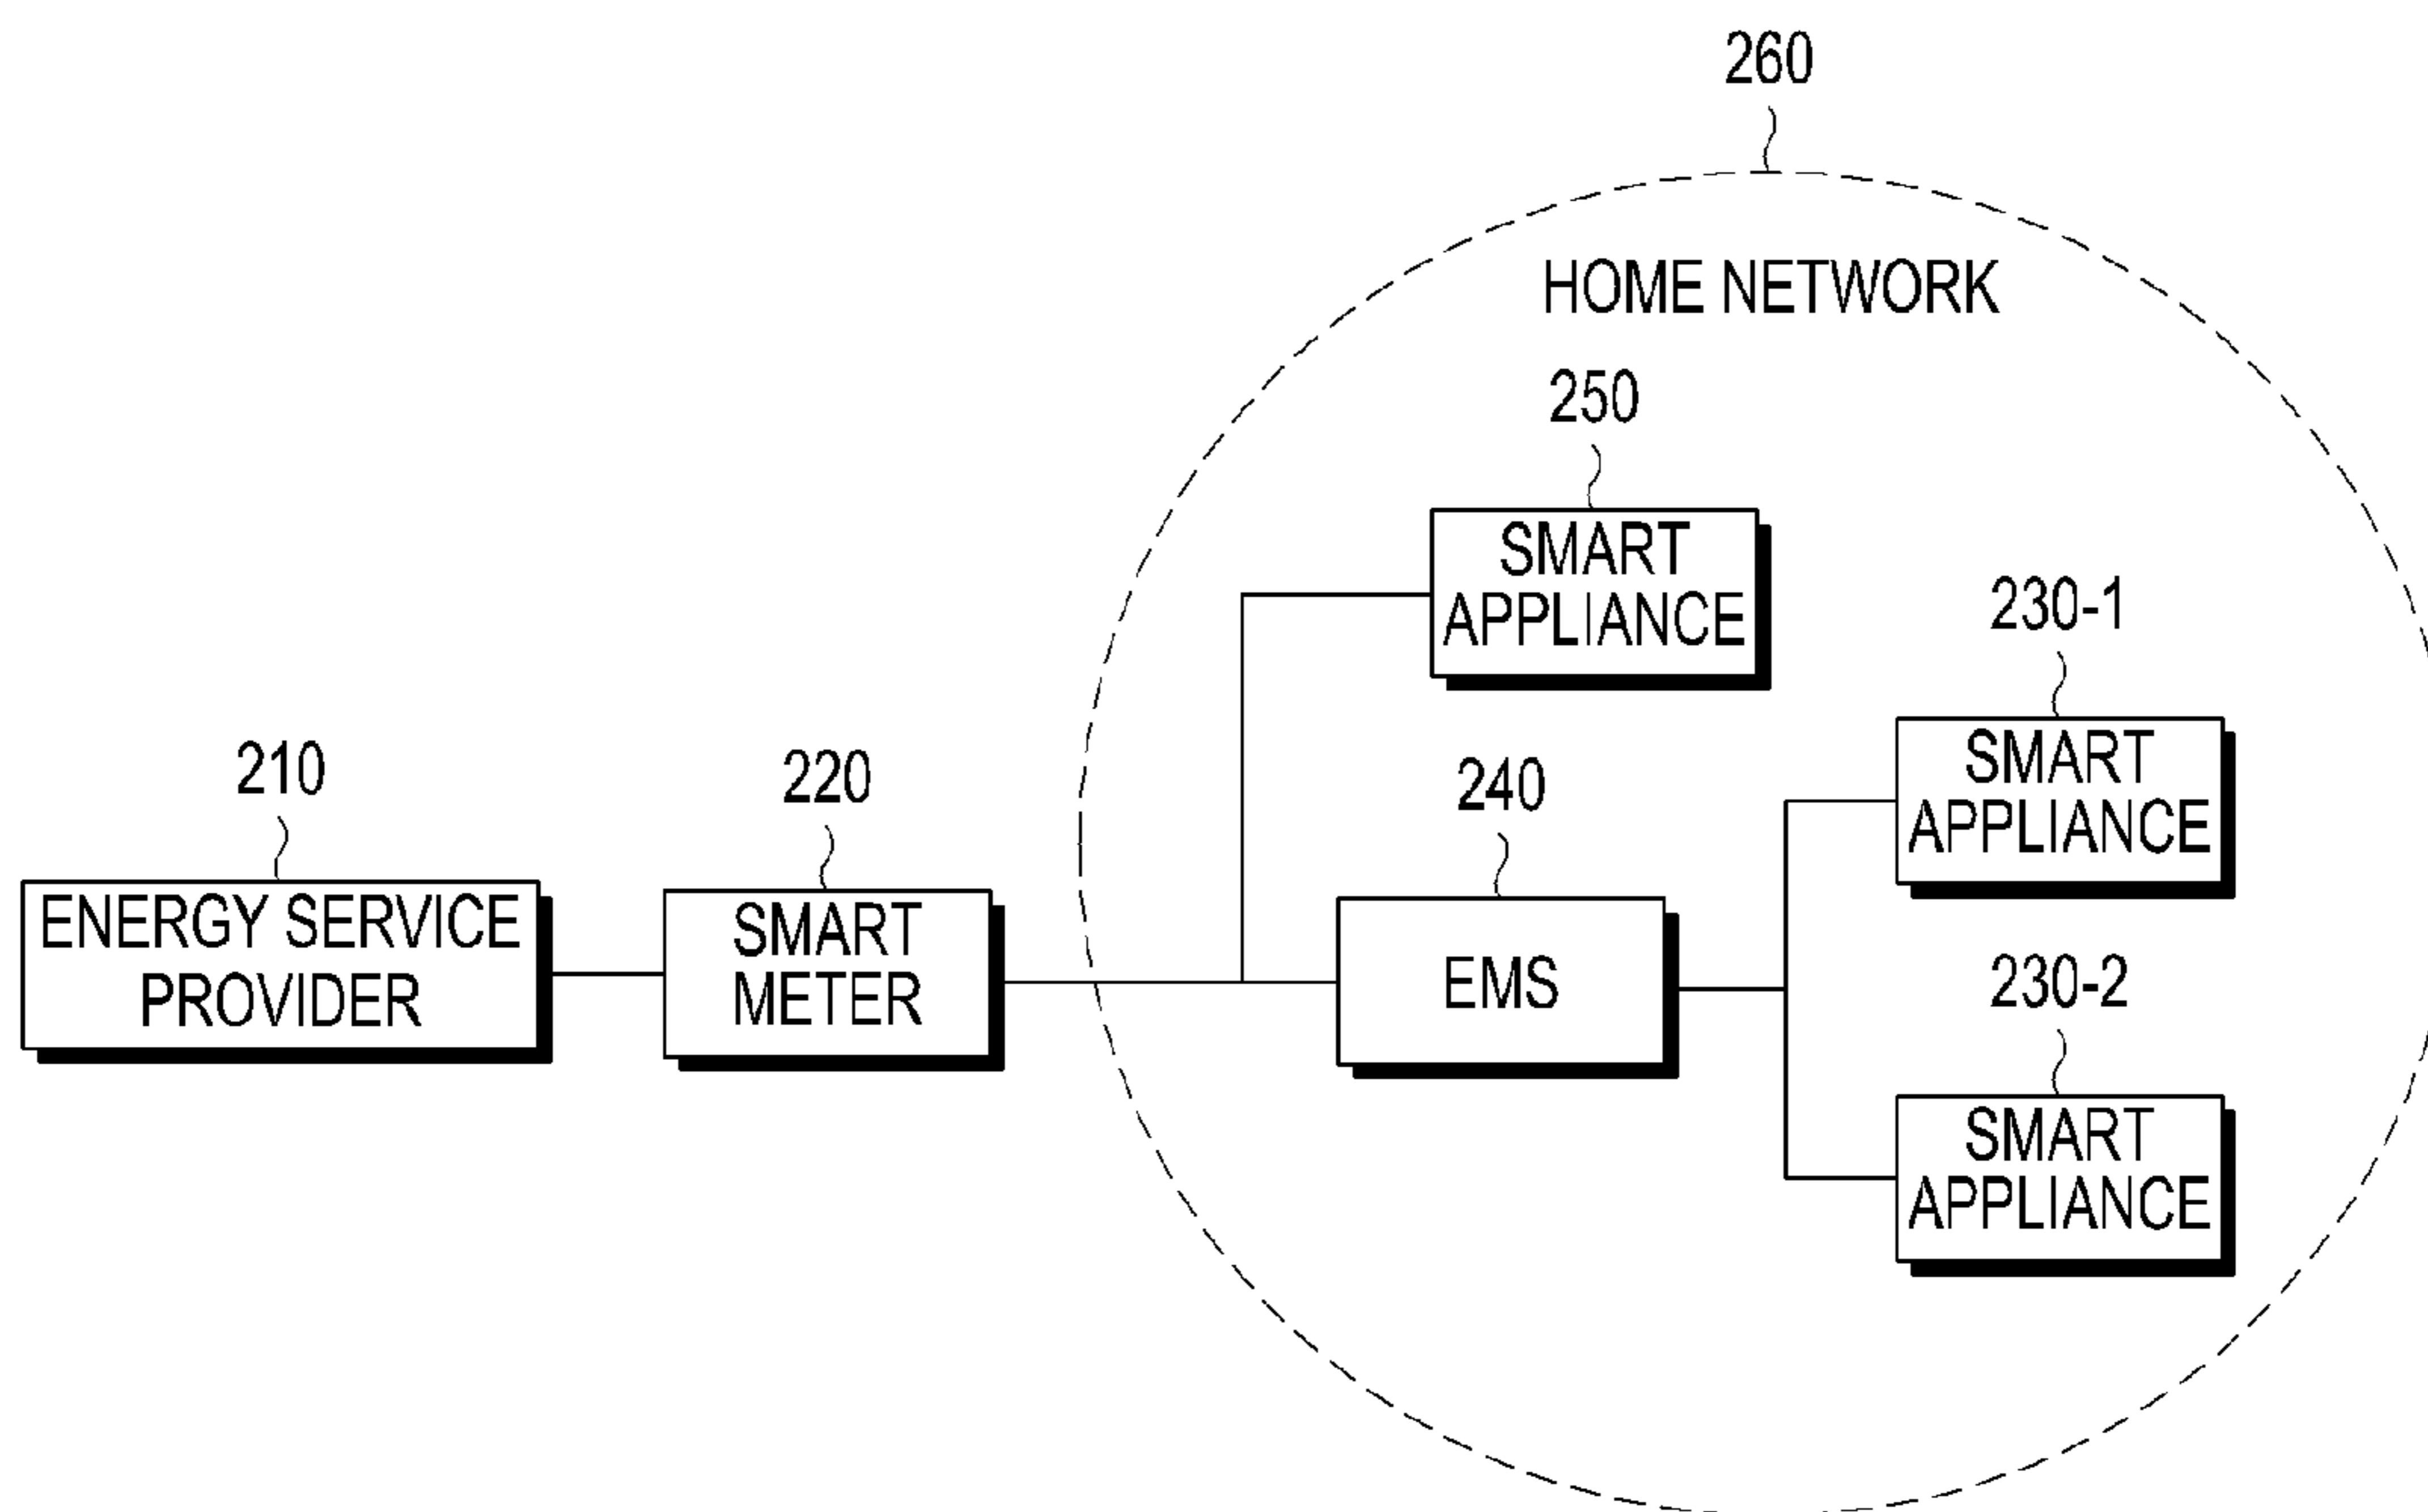 260
HOME NETWORK
250
SMART
APPLIANCE
230-1
SMART
APPLIANCE
210
ENERGY SERVICE
PROVIDER
220
SMART
METER
240
EMS
230-2
SMART
APPLIANCE